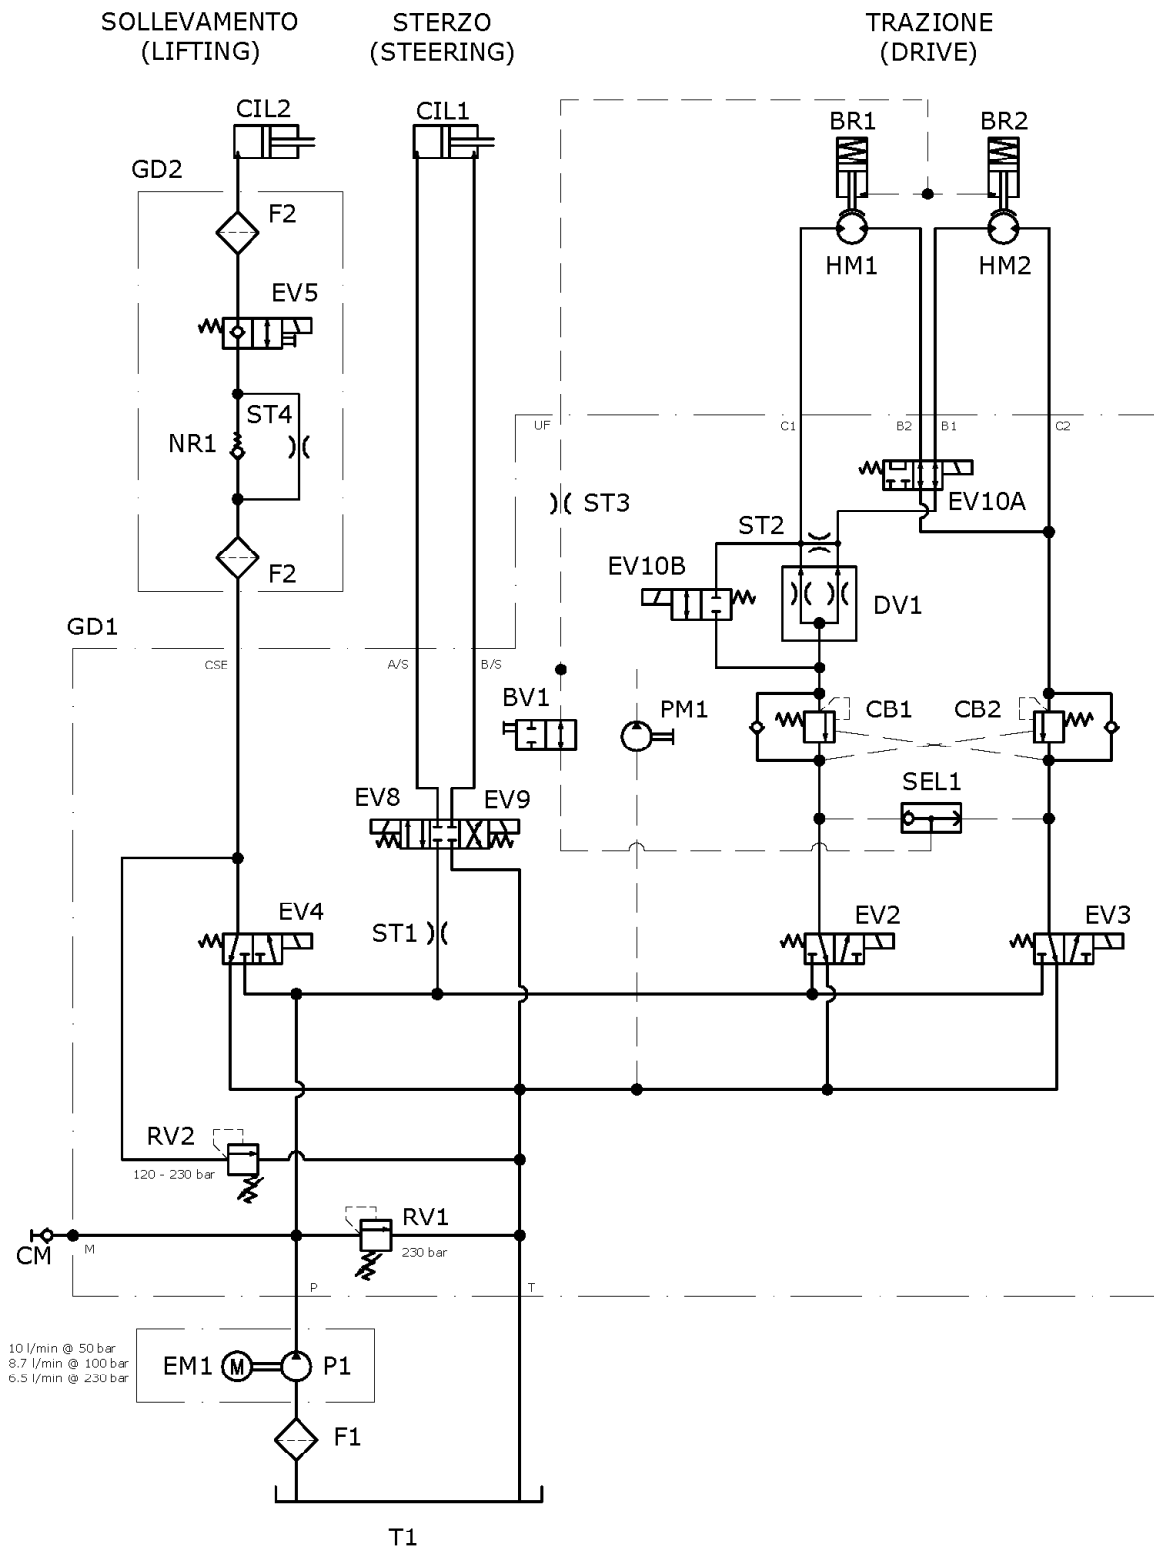 SOLLEVAMENTO
(LIFTING)
STERZO
(STEERING)
TRAZIONE
(DRIVE)
CIL2
CIL1
BR1
BR2
GD2
F2
HM1
HM2
EV5
ST4
NR1
UF
C1
B2
B1
C2
ST3
EV10A
ST2
F2
EV10B
DV1
GD1
CSE
A/S
B/S
BV1
PM1
CB1
CB2
EV8
EV9
SEL1
EV4
ST1
EV2
EV3
RV2
120 - 230 bar
RV1
230 bar
CM
M
P
T
10 l/min @ 50 bar
8.7 l/min @ 100 bar
6.5 l/min @ 230 bar
EM1
M
P1
F1
T1